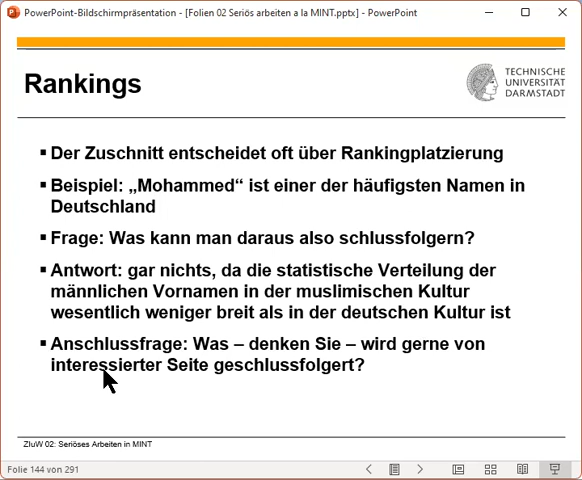 PowerPoint-Bildschirmpräsentation - [Folien 02 Seriös arbeiten a la MINT.pptx] - PowerPoint
Rankings
TECHNISCHE
UNIVERSITÄT
DARMSTADT
▪ Der Zuschnitt entscheidet oft über Rankingplatzierung
▪ Beispiel: „Mohammed“ ist einer der häufigsten Namen in
Deutschland
▪ Frage: Was kann man daraus also schlussfolgern?
▪ Antwort: gar nichts, da die statistische Verteilung der
männlichen Vornamen in der muslimischen Kultur
wesentlich weniger breit als in der deutschen Kultur ist
▪ Anschlussfrage: Was – denken Sie – wird gerne von
interessierter Seite geschlussfolgert?
ZIuW 02: Seriöses Arbeiten in MINT
Folie 144 von 291